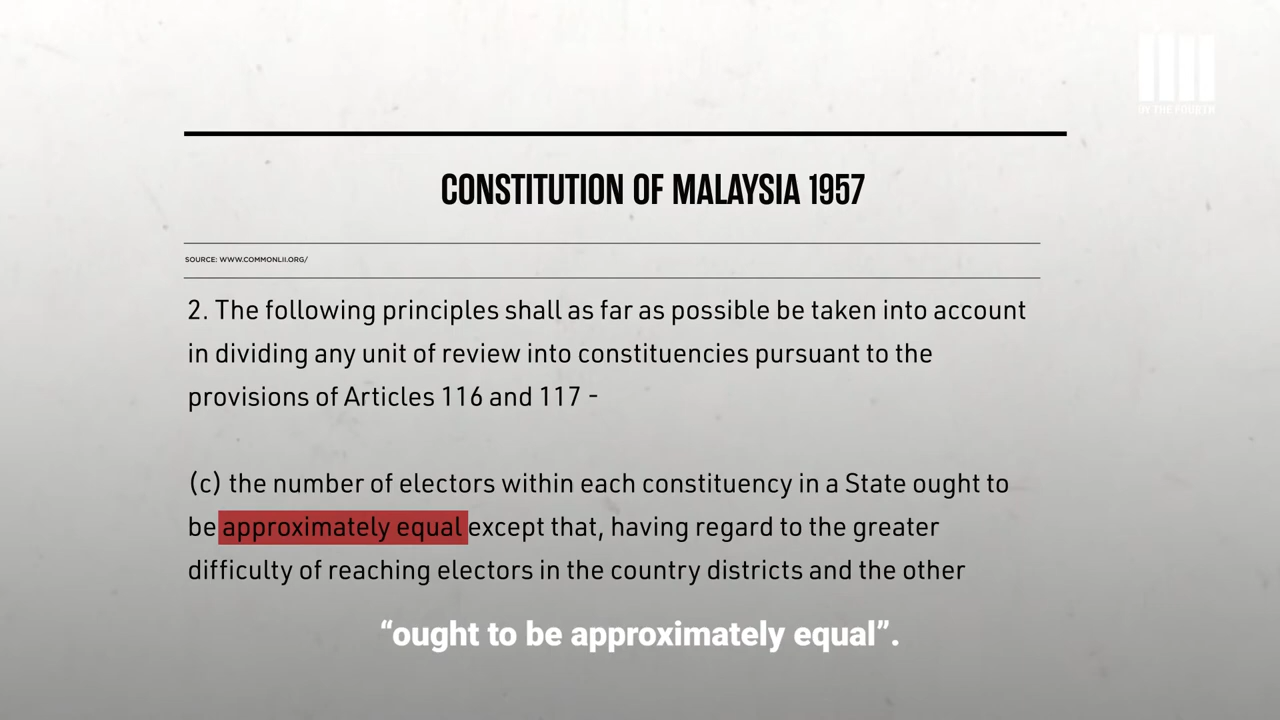 BY THE FOURTH
CONSTITUTION OF MALAYSIA 1957
SOURCE: WWW.COMMONLII.ORG/
2. The following principles shall as far as possible be taken into account
in dividing any unit of review into constituencies pursuant to the
provisions of Articles 116 and 117 -
(c) the number of electors within each constituency in a State ought to
be approximately equal except that, having regard to the greater
difficulty of reaching electors in the country districts and the other
“ought to be approximately equal”.